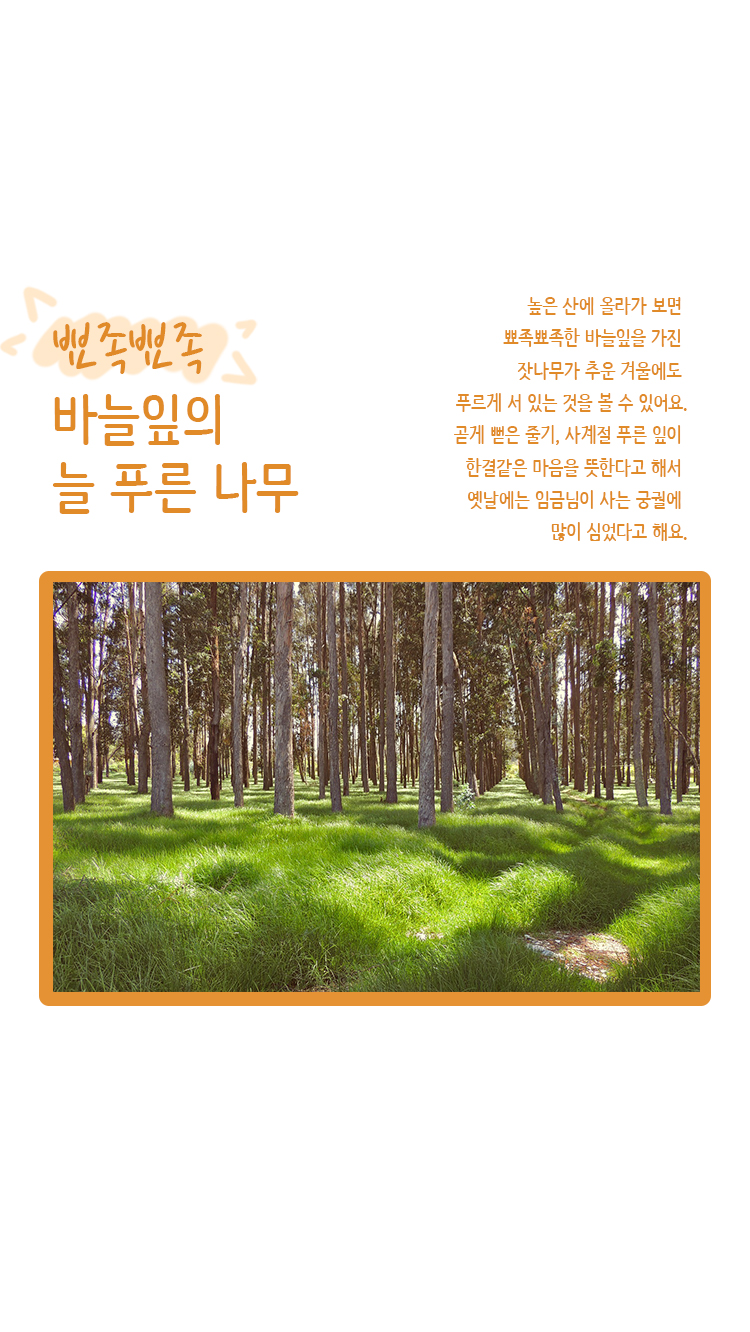 뾰족뾰족
바늘잎의
늘 푸른 나무
높은 산에 올라가 보면
뾰족뾰족한 바늘잎을 가진
잣나무가 추운 겨울에도
푸르게 서 있는 것을 볼 수 있어요.
곧게 뻗은 줄기, 사계절 푸른 잎이
한결같은 마음을 뜻한다고 해서
옛날에는 임금님이 사는 궁궐에
많이 심었다고 해요.